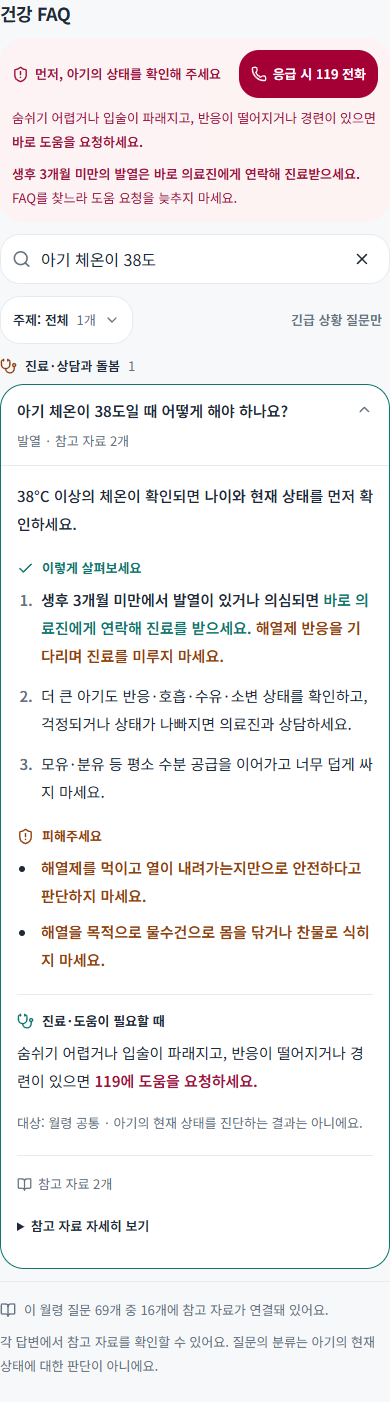 건강 FAQ
먼저, 아기의 상태를 확인해 주세요
응급 시 119 전화
숨쉬기 어렵거나 입술이 파래지고, 반응이 떨어지거나 경련이 있으면
바로 도움을 요청하세요.
생후 3개월 미만의 발열은 바로 의료진에게 연락해 진료받으세요.
FAQ를 찾느라 도움 요청을 늦추지 마세요.
아기 체온이 38도
주제: 전체 1개
긴급 상황 질문만
진료·상담과 돌봄 1
아기 체온이 38도일 때 어떻게 해야 하나요?
발열 · 참고 자료 2개
38°C 이상의 체온이 확인되면 나이와 현재 상태를 먼저 확
인하세요.
이렇게 살펴보세요
1. 생후 3개월 미만에서 발열이 있거나 의심되면 바로 의
료진에게 연락해 진료를 받으세요. 해열제 반응을 기
다리며 진료를 미루지 마세요.
2. 더 큰 아기도 반응·호흡·수유·소변 상태를 확인하고,
걱정되거나 상태가 나빠지면 의료진과 상담하세요.
3. 모유·분유 등 평소 수분 공급을 이어가고 너무 덥게 싸
지 마세요.
피해주세요
• 해열제를 먹이고 열이 내려가는지만으로 안전하다고
판단하지 마세요.
• 해열을 목적으로 물수건으로 몸을 닦거나 찬물로 식히
지 마세요.
진료·도움이 필요할 때
숨쉬기 어렵거나 입술이 파래지고, 반응이 떨어지거나 경
련이 있으면 119에 도움을 요청하세요.
대상: 월령 공통 · 아기의 현재 상태를 진단하는 결과는 아니에요.
참고 자료 2개
▶ 참고 자료 자세히 보기
이 월령 질문 69개 중 16개에 참고 자료가 연결돼 있어요.
각 답변에서 참고 자료를 확인할 수 있어요. 질문의 분류는 아기의 현재
상태에 대한 판단이 아니에요.